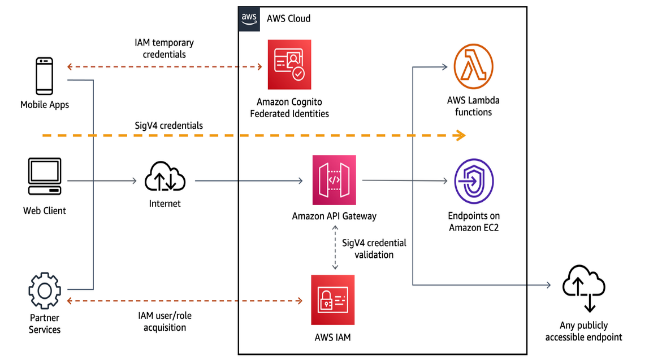 aws
AWS Cloud
IAM temporary
credentials
Mobile Apps
Amazon Cognito
Federated Identities
AWS Lambda
functions
SigV4 credentials
Web Client
Internet
</>
Amazon API Gateway
Endpoints on
Amazon EC2
SigV4 credential
validation
Partner
Services
IAM user/role
acquisition
AWS IAM
Any publicly
accessible endpoint